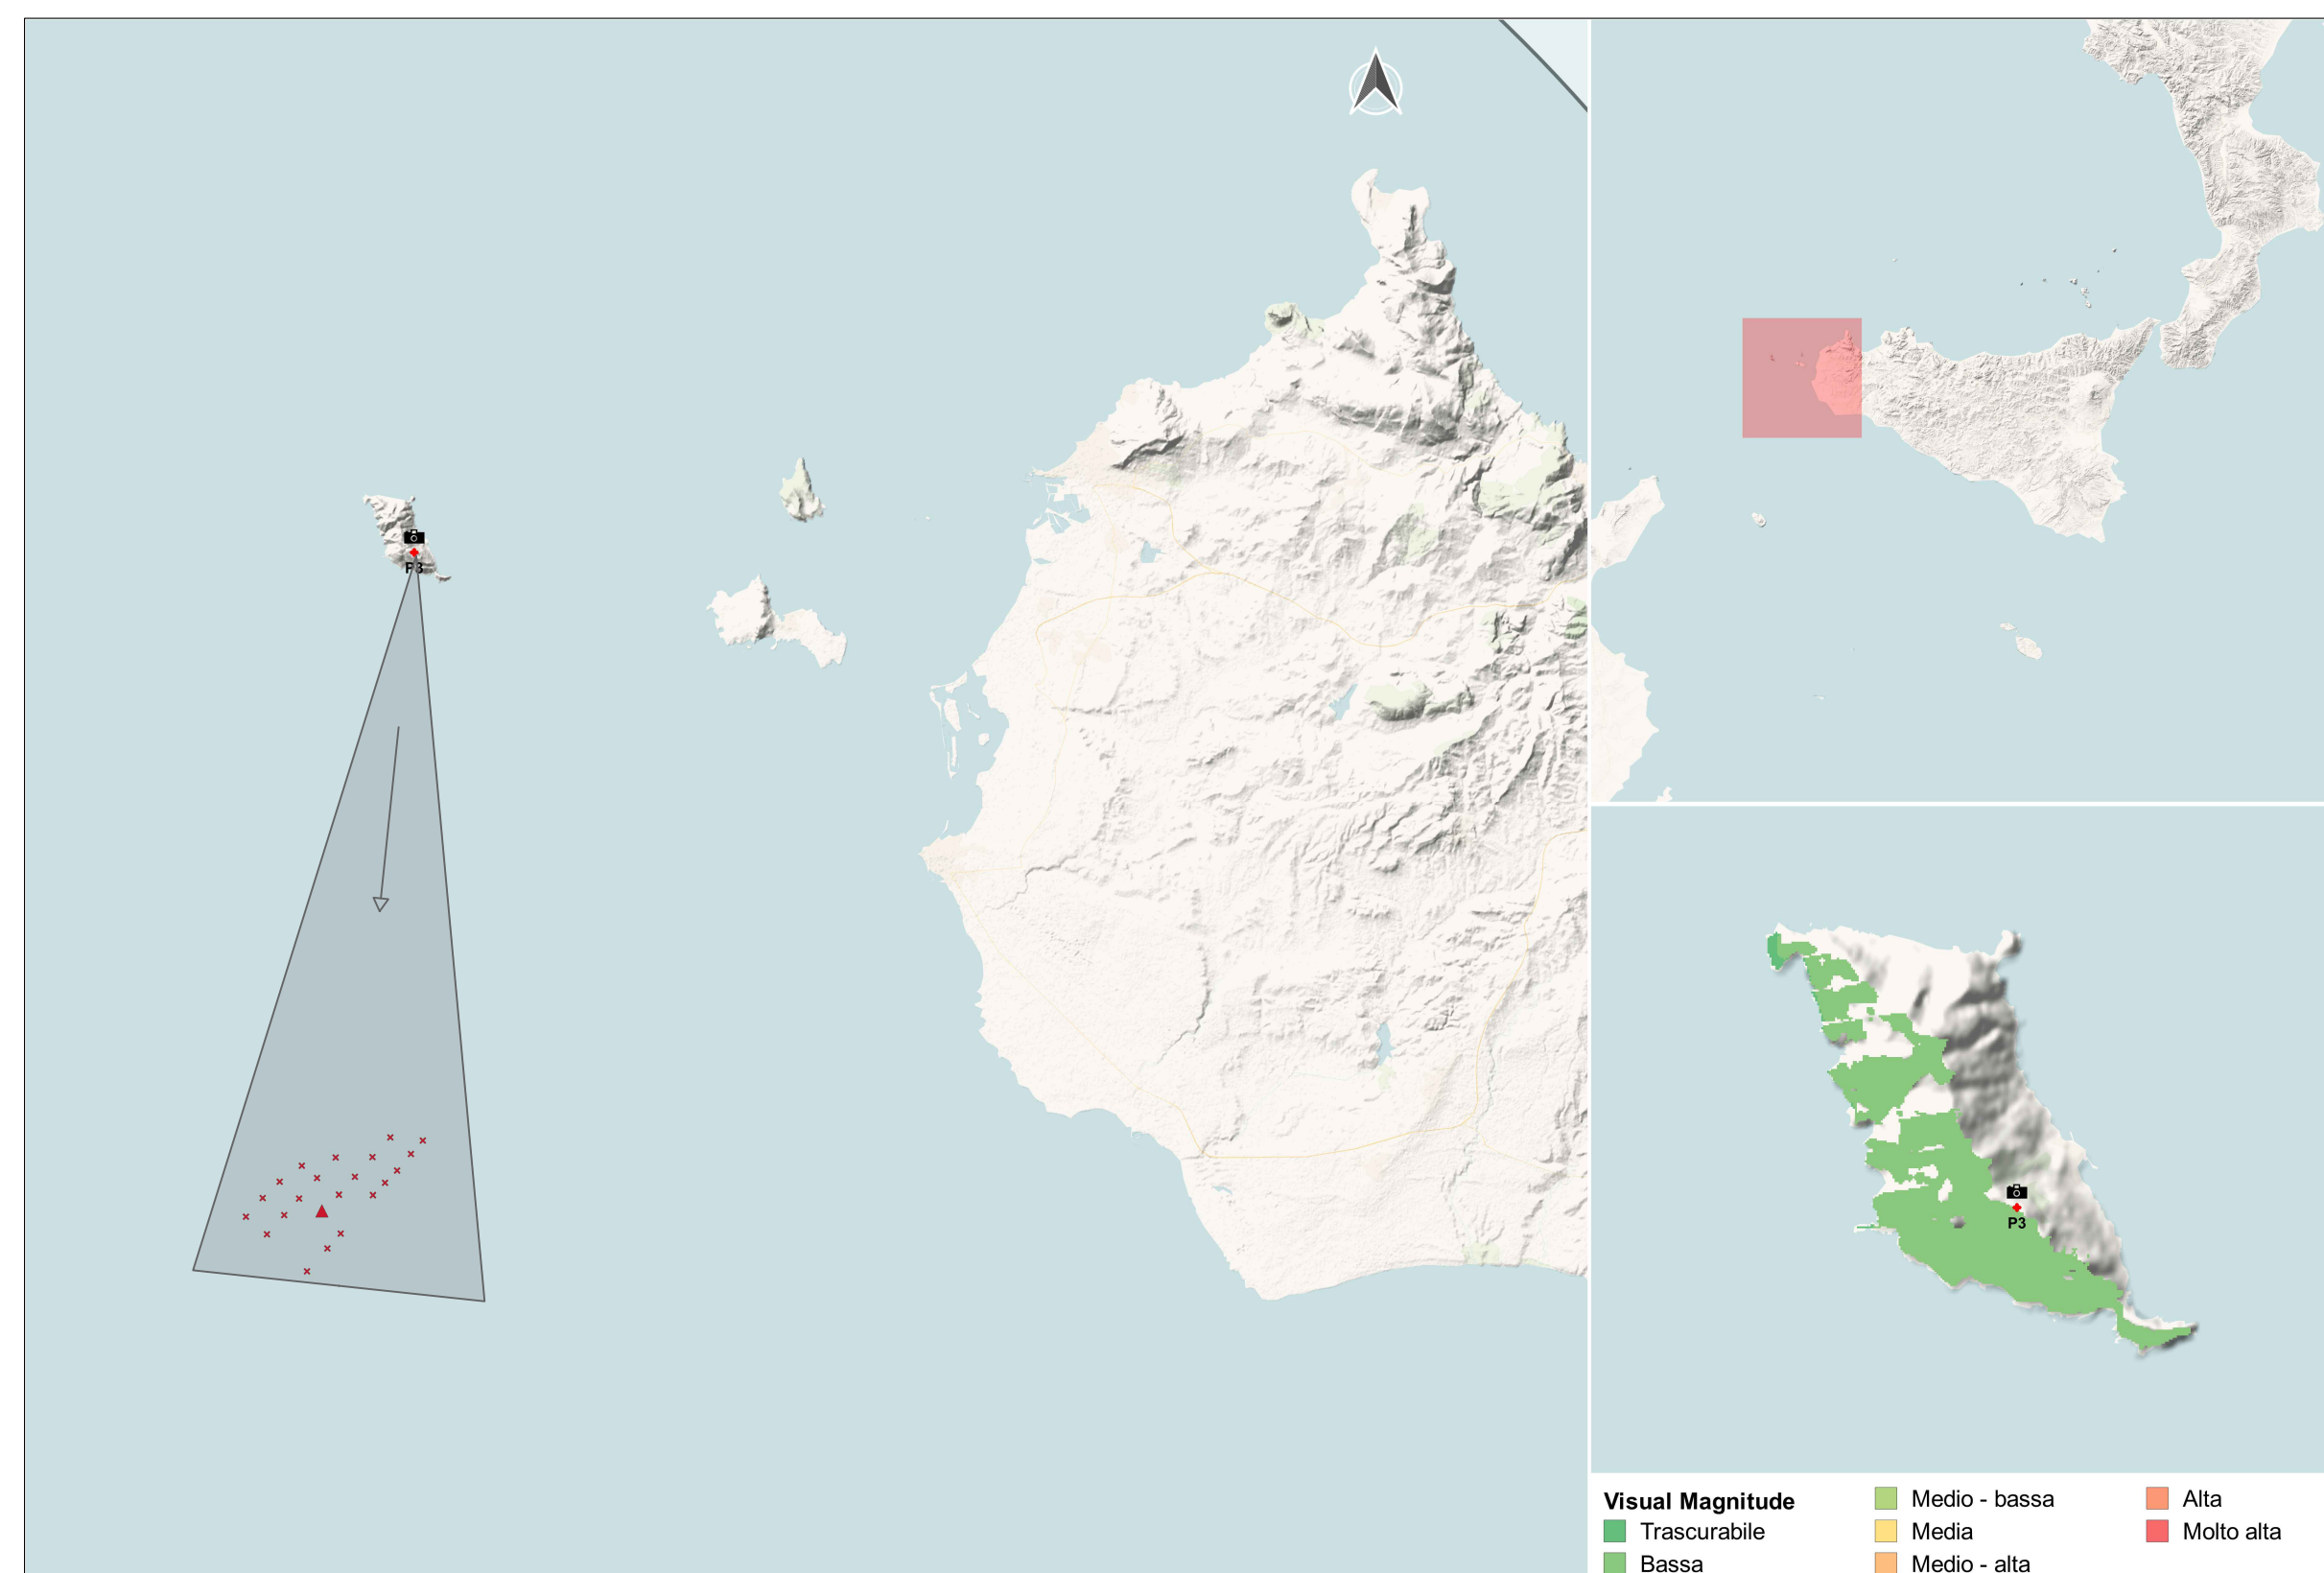 P3
P3
Visual Magnitude
Trascurabile
Bassa
Medio - bassa
Media
Medio - alta
Alta
Molto alta